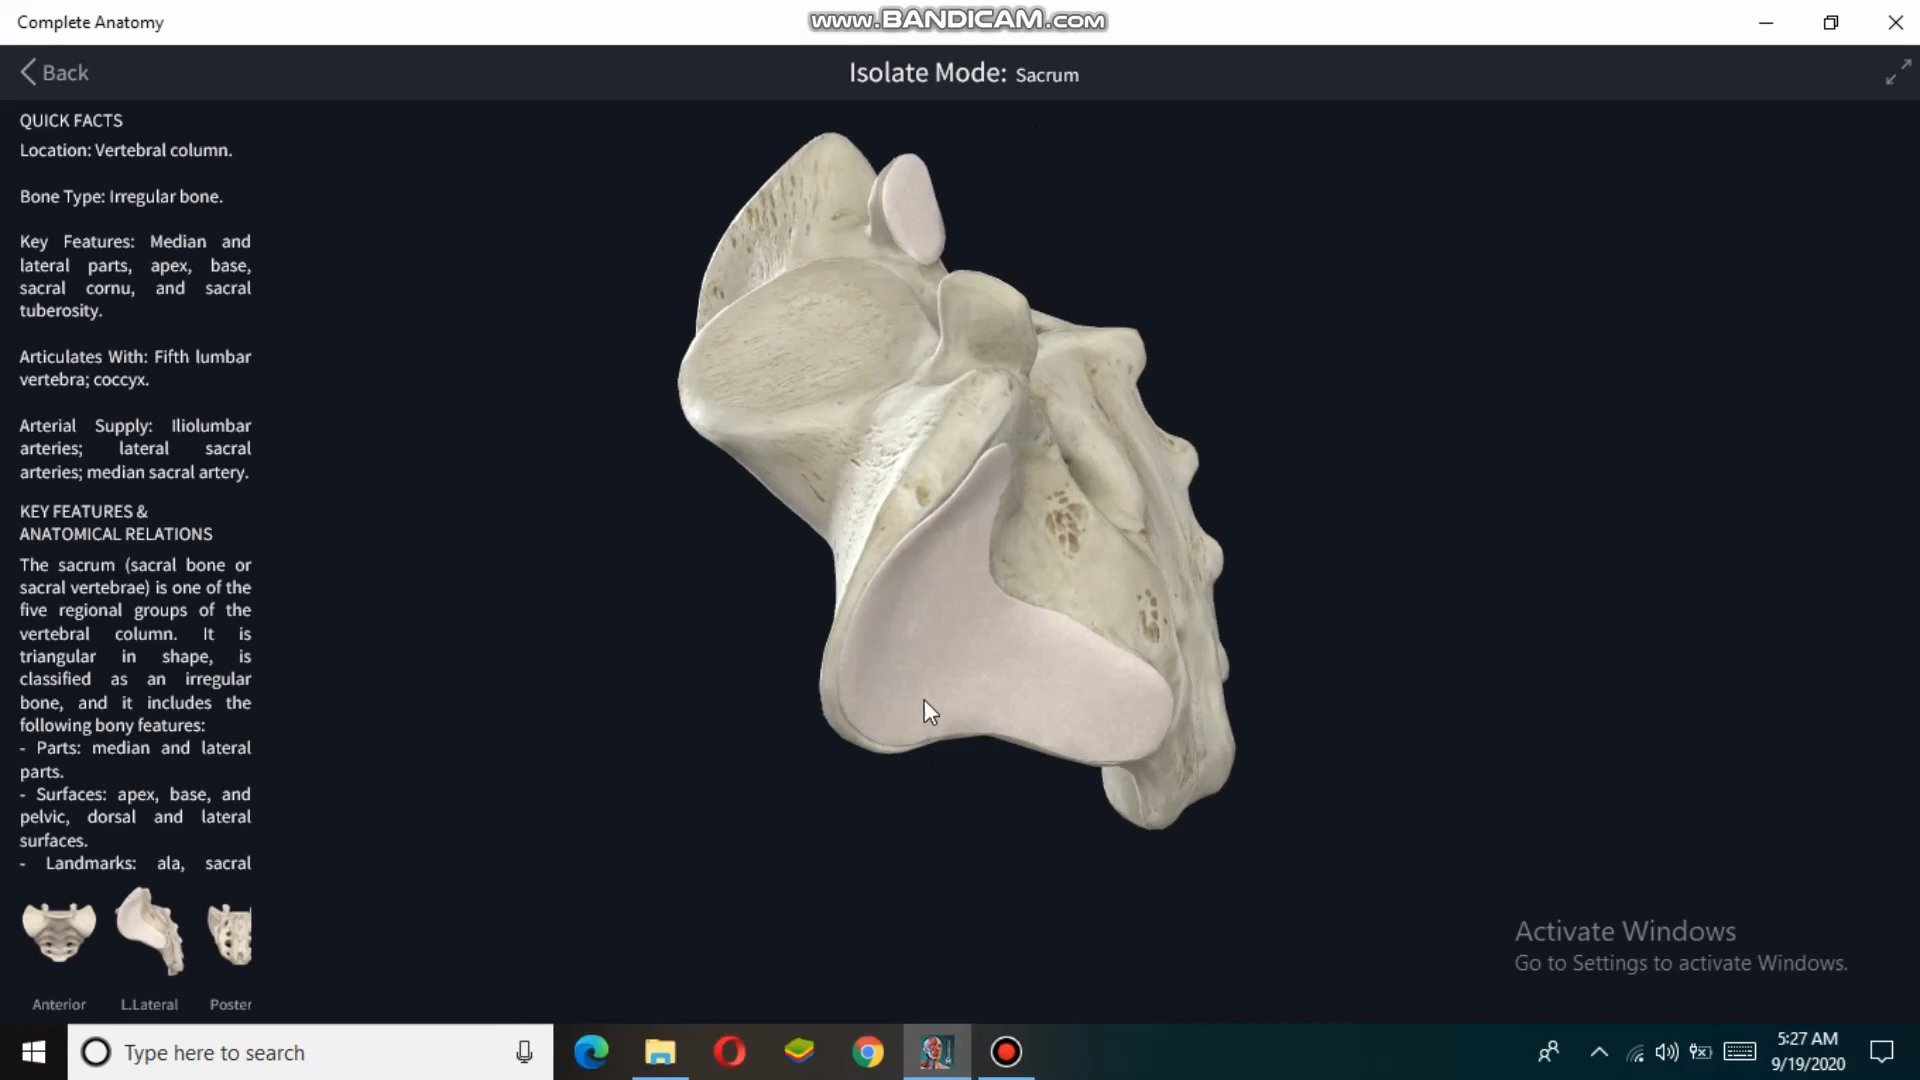 Complete Anatomy
www.BANDICAM.com
Back
Isolate Mode: Sacrum
QUICK FACTS
Location: Vertebral column.
Bone Type: Irregular bone.
Key Features: Median and
lateral parts, apex, base,
sacral cornu, and sacral
tuberosity.
Articulates With: Fifth lumbar
vertebra; coccyx.
Arterial Supply: Iliolumbar
arteries; lateral sacral
arteries; median sacral artery.
KEY FEATURES &
ANATOMICAL RELATIONS
The sacrum (sacral bone or
sacral vertebrae) is one of the
five regional groups of the
vertebral column. It is
triangular in shape, is
classified as an irregular
bone, and it includes the
following bony features:
- Parts: median and lateral
parts.
- Surfaces: apex, base, and
pelvic, dorsal and lateral
surfaces.
- Landmarks: ala, sacral
Anterior
L.Lateral
Poster
Activate Windows
Go to Settings to activate Windows.
Type here to search
5:27 AM
9/19/2020